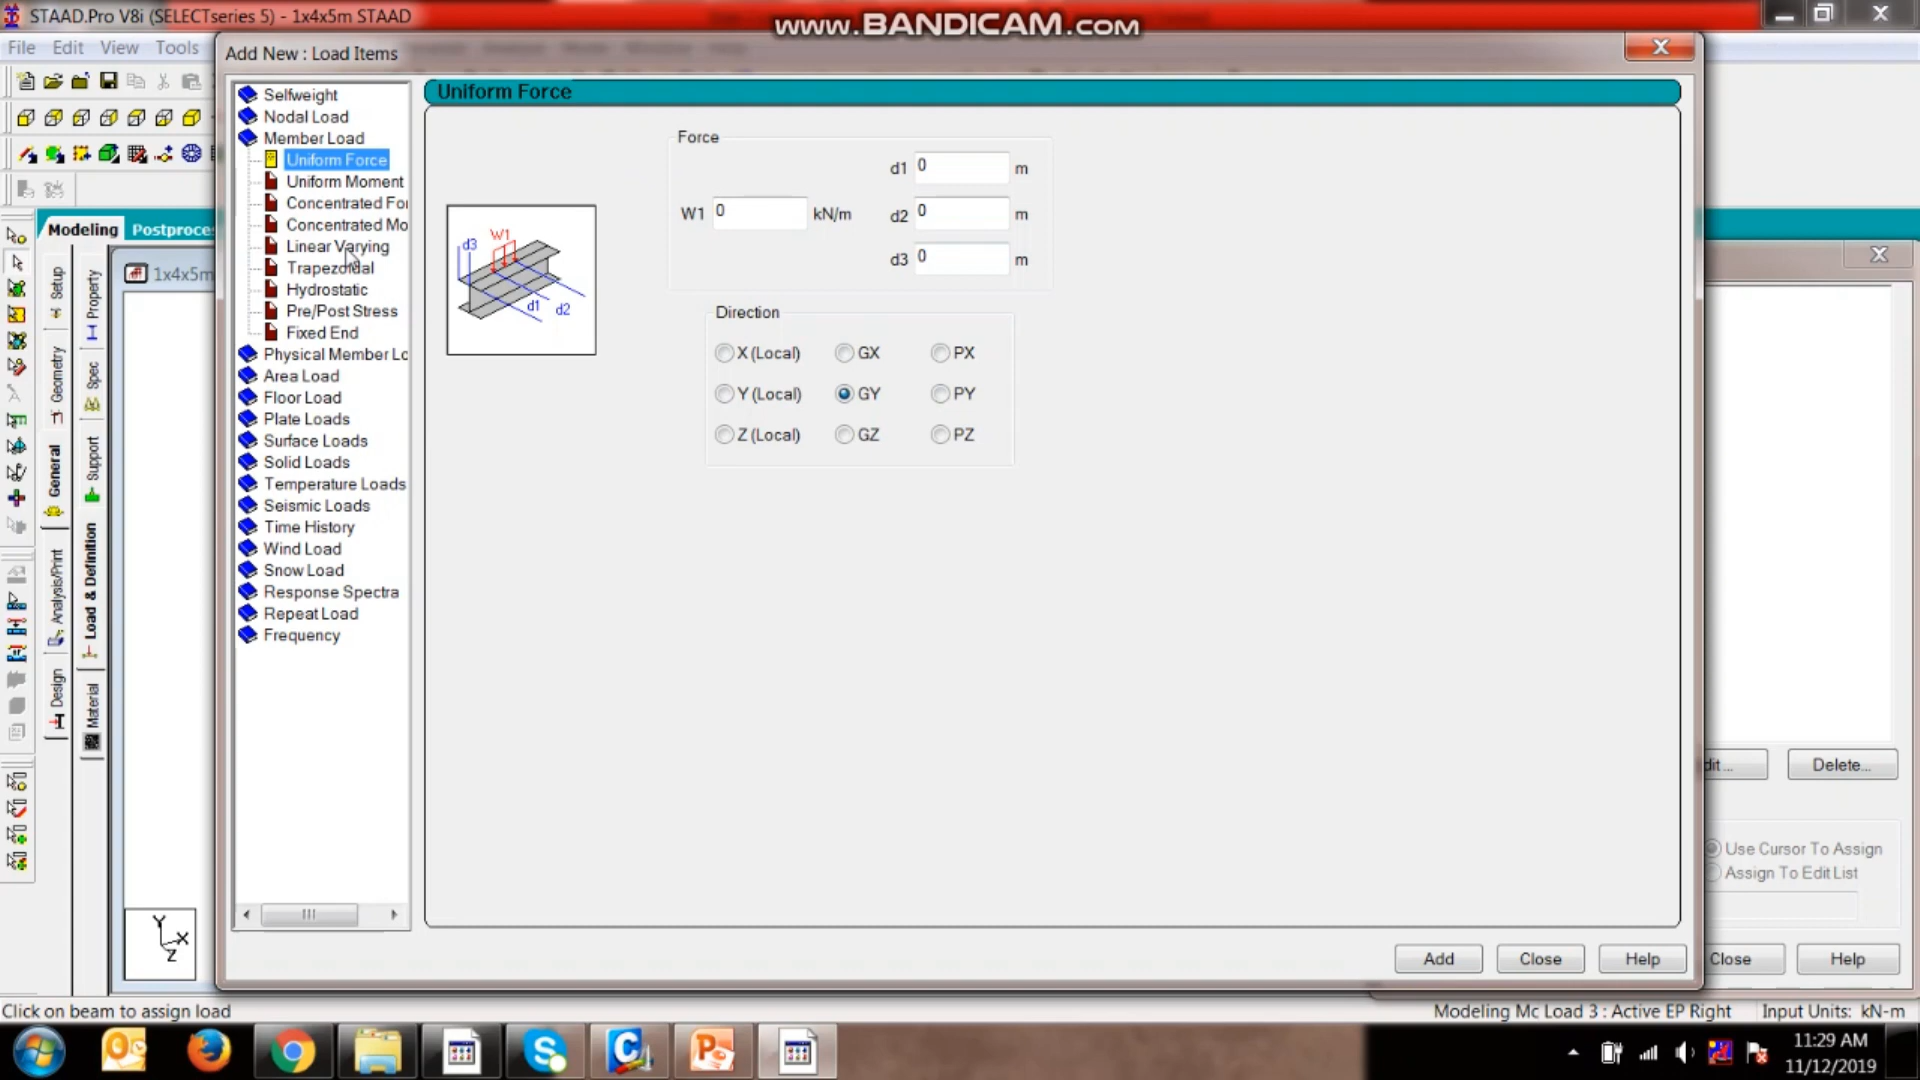 STAAD.Pro V8i (SELECTseries 5) - 1x4x5m STAAD
www.BANDICAM.com
File Edit View Tools
Add New : Load Items
Selfweight
Nodal Load
Member Load
Uniform Force
Uniform Moment
Concentrated For
Concentrated Mo
Linear Varying
Trapezoidal
Hydrostatic
Pre/Post Stress
Fixed End
Physical Member Lo
Area Load
Floor Load
Plate Loads
Surface Loads
Solid Loads
Temperature Loads
Seismic Loads
Time History
Wind Load
Snow Load
Response Spectra
Repeat Load
Frequency
Uniform Force
Force
d1 0 m
W1 0 kN/m d2 0 m
d3 0 m
d3 W1
d1 d2
Direction
X (Local) GX PX
Y (Local) GY PY
Z (Local) GZ PZ
Add Close Help
Modeling Postproces
1x4x5m
Setup
Geometry
General
Analysis/Print
Design
Property
Spec
Support
Load & Definition
Material
Y
X
Z
dit... Delete...
Use Cursor To Assign
Assign To Edit List
Close Help
Click on beam to assign load
Modeling Mc Load 3 : Active EP Right Input Units: kN-m
11:29 AM
11/12/2019